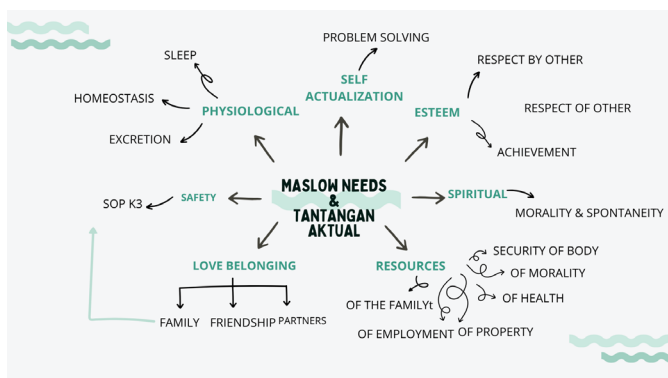 PROBLEM SOLVING
SLEEP
RESPECT BY OTHER
SELF
ACTUALIZATION
HOMEOSTASIS
PHYSIOLOGICAL
ESTEEM
RESPECT OF OTHER
EXCRETION
ACHIEVEMENT
MASLOW NEEDS
&
TANTANGAN
AKTUAL
SOP K3
SAFETY
SPIRITUAL
MORALITY & SPONTANEITY
LOVE BELONGING
RESOURCES
SECURITY OF BODY
OF MORALITY
OF HEALTH
OF THE FAMILYt
FAMILY
FRIENDSHIP
PARTNERS
OF EMPLOYMENT
OF PROPERTY